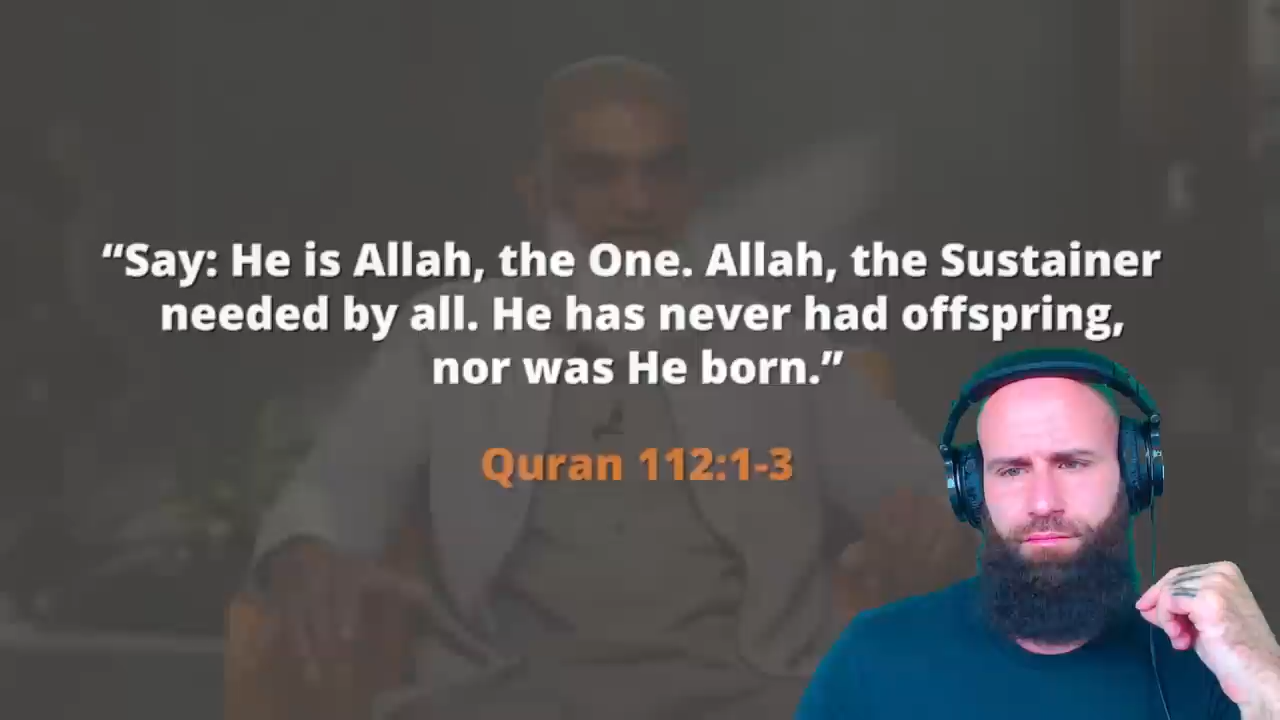 “Say: He is Allah, the One. Allah, the Sustainer
needed by all. He has never had offspring,
nor was He born.”
Quran 112:1-3